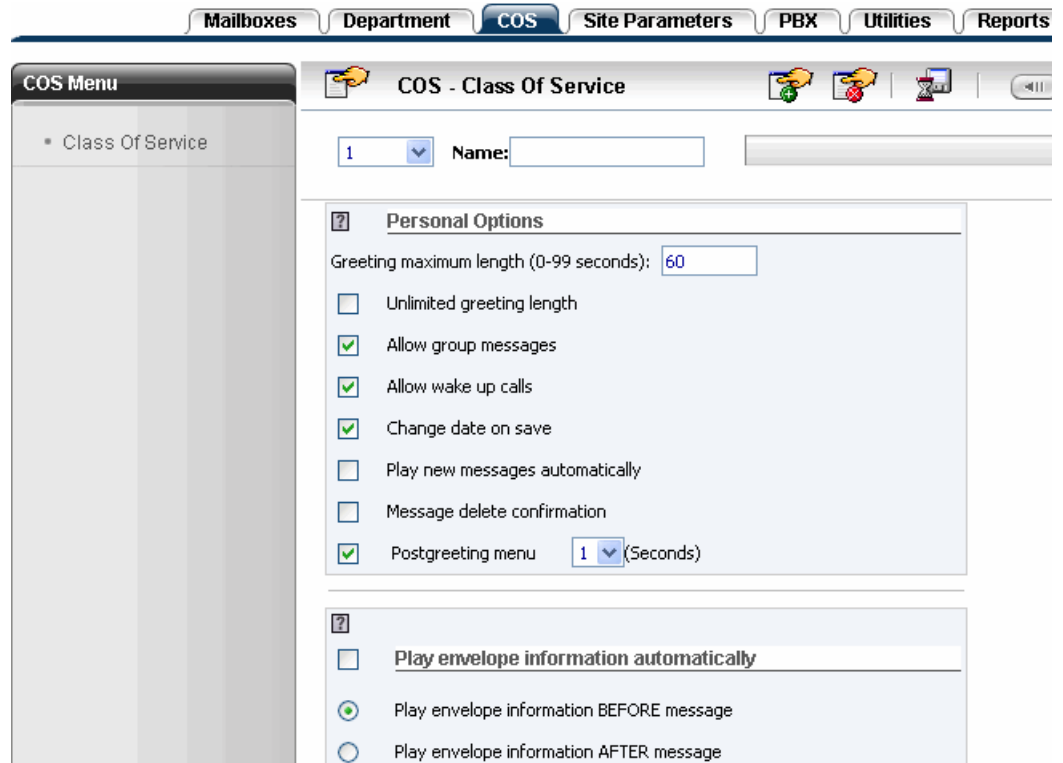 Mailboxes Department COS Site Parameters PBX Utilities Reports
COS Menu
Class Of Service
COS - Class Of Service
1 Name:
? Personal Options
Greeting maximum length (0-99 seconds): 60
Unlimited greeting length
Allow group messages
Allow wake up calls
Change date on save
Play new messages automatically
Message delete confirmation
Postgreeting menu 1 (Seconds)
?
Play envelope information automatically
Play envelope information BEFORE message
Play envelope information AFTER message